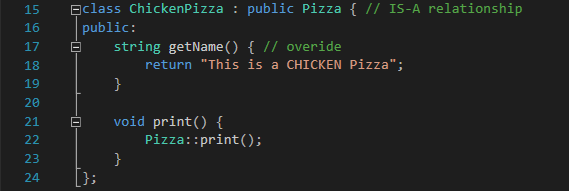 15 class ChickenPizza : public Pizza { // IS-A relationship
16 public:
17     string getName() { // overide
18         return "This is a CHICKEN Pizza";
19     }
20
21     void print() {
22         Pizza::print();
23     }
24 };